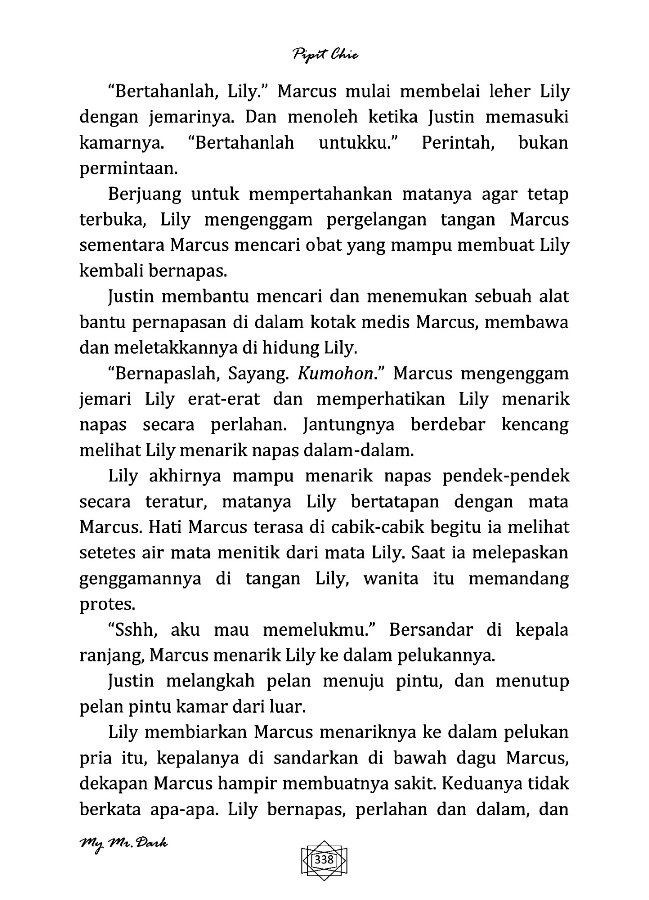 Pipit Chie
“Bertahanlah, Lily.” Marcus mulai membelai leher Lily
dengan jemarinya. Dan menoleh ketika Justin memasuki
kamarnya. “Bertahanlah untukku.” Perintah, bukan
permintaan.
Berjuang untuk mempertahankan matanya agar tetap
terbuka, Lily mengenggam pergelangan tangan Marcus
sementara Marcus mencari obat yang mampu membuat Lily
kembali bernapas.
Justin membantu mencari dan menemukan sebuah alat
bantu pernapasan di dalam kotak medis Marcus, membawa
dan meletakkannya di hidung Lily.
“Bernapaslah, Sayang. Kumohon.” Marcus mengenggam
jemari Lily erat-erat dan memperhatikan Lily menarik
napas secara perlahan. Jantungnya berdebar kencang
melihat Lily menarik napas dalam-dalam.
Lily akhirnya mampu menarik napas pendek-pendek
secara teratur, matanya Lily bertatapan dengan mata
Marcus. Hati Marcus terasa di cabik-cabik begitu ia melihat
setetes air mata menitik dari mata Lily. Saat ia melepaskan
genggamannya di tangan Lily, wanita itu memandang
protes.
“Sshh, aku mau memelukmu.” Bersandar di kepala
ranjang, Marcus menarik Lily ke dalam pelukannya.
Justin melangkah pelan menuju pintu, dan menutup
pelan pintu kamar dari luar.
Lily membiarkan Marcus menariknya ke dalam pelukan
pria itu, kepalanya di sandarkan di bawah dagu Marcus,
dekapan Marcus hampir membuatnya sakit. Keduanya tidak
berkata apa-apa. Lily bernapas, perlahan dan dalam, dan
My Mr. Dark
338